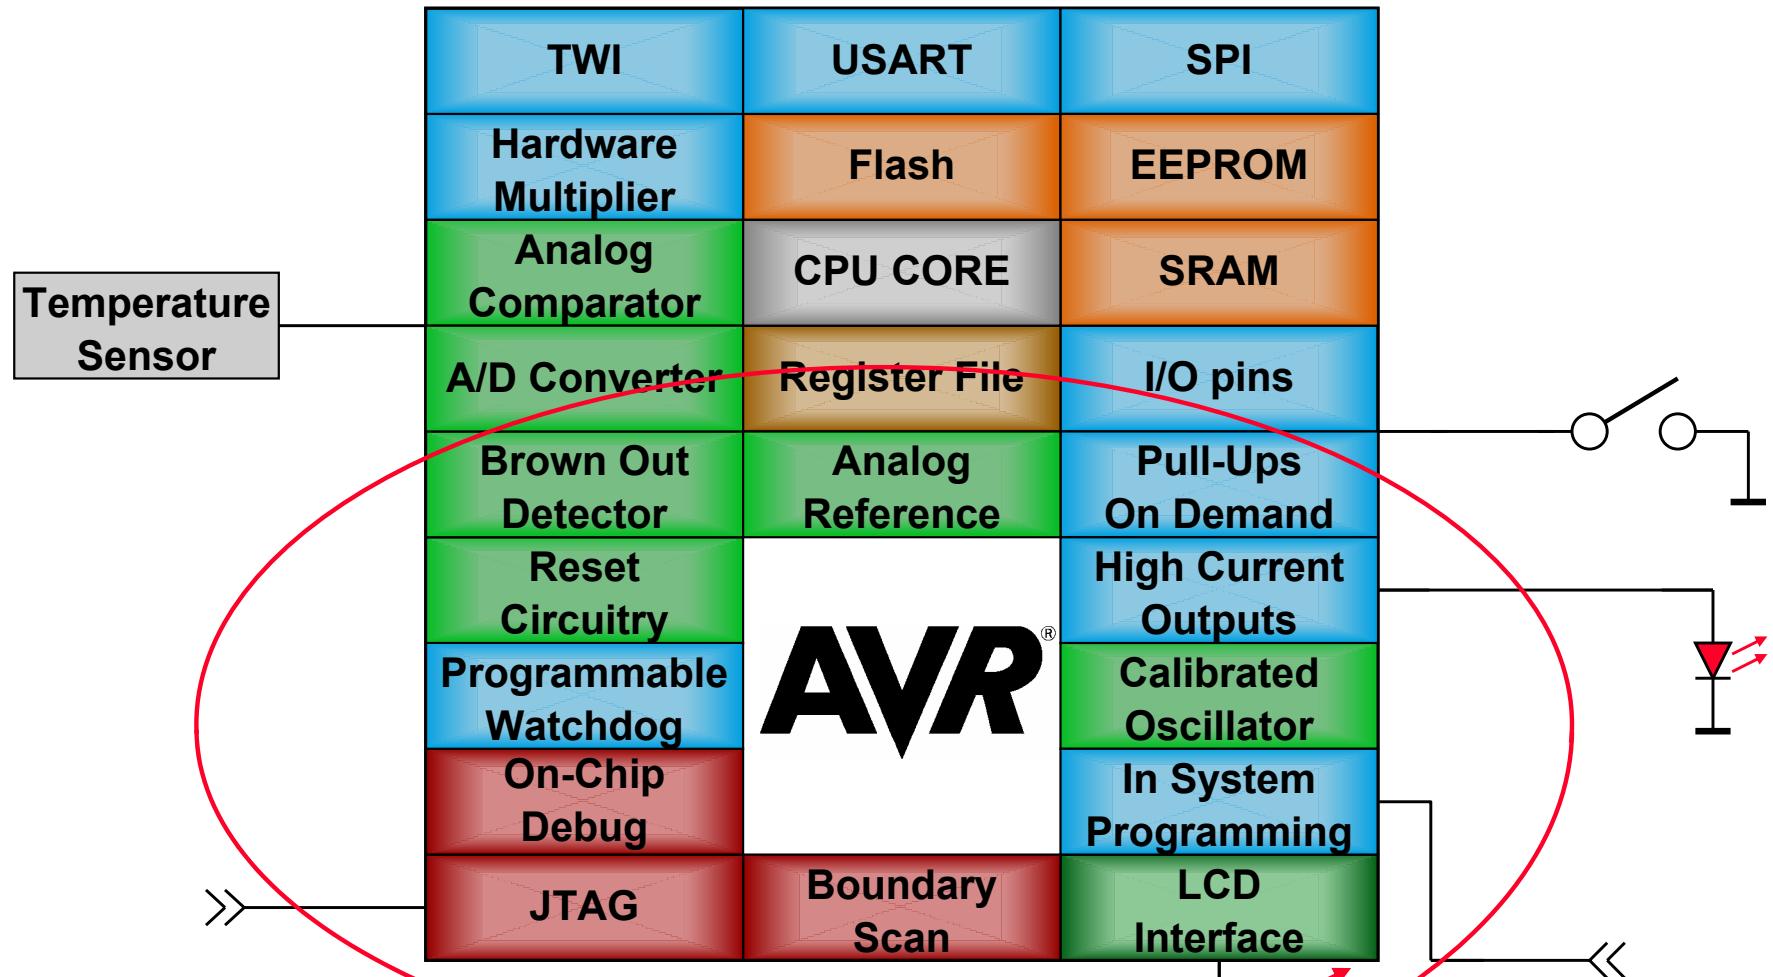 TWI
USART
SPI
Hardware
Multiplier
Flash
EEPROM
Analog
Comparator
CPU CORE
SRAM
Temperature
Sensor
A/D Converter
Register File
I/O pins
Brown Out
Detector
Analog
Reference
Pull-Ups
On Demand
Reset
Circuitry
High Current
Outputs
AVR®
Programmable
Watchdog
Calibrated
Oscillator
On-Chip
Debug
In System
Programming
JTAG
Boundary
Scan
LCD
Interface